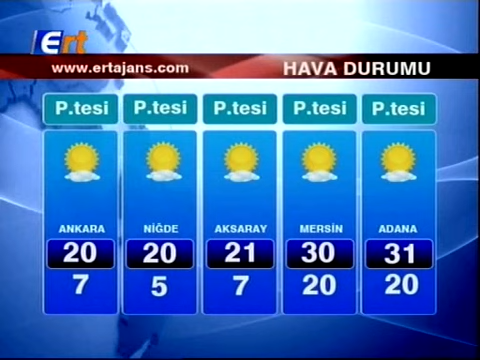 Ert
www.ertajans.com HAVA DURUMU
P.tesi P.tesi P.tesi P.tesi P.tesi
ANKARA NİĞDE AKSARAY MERSİN ADANA
20 20 21 30 31
7 5 7 20 20